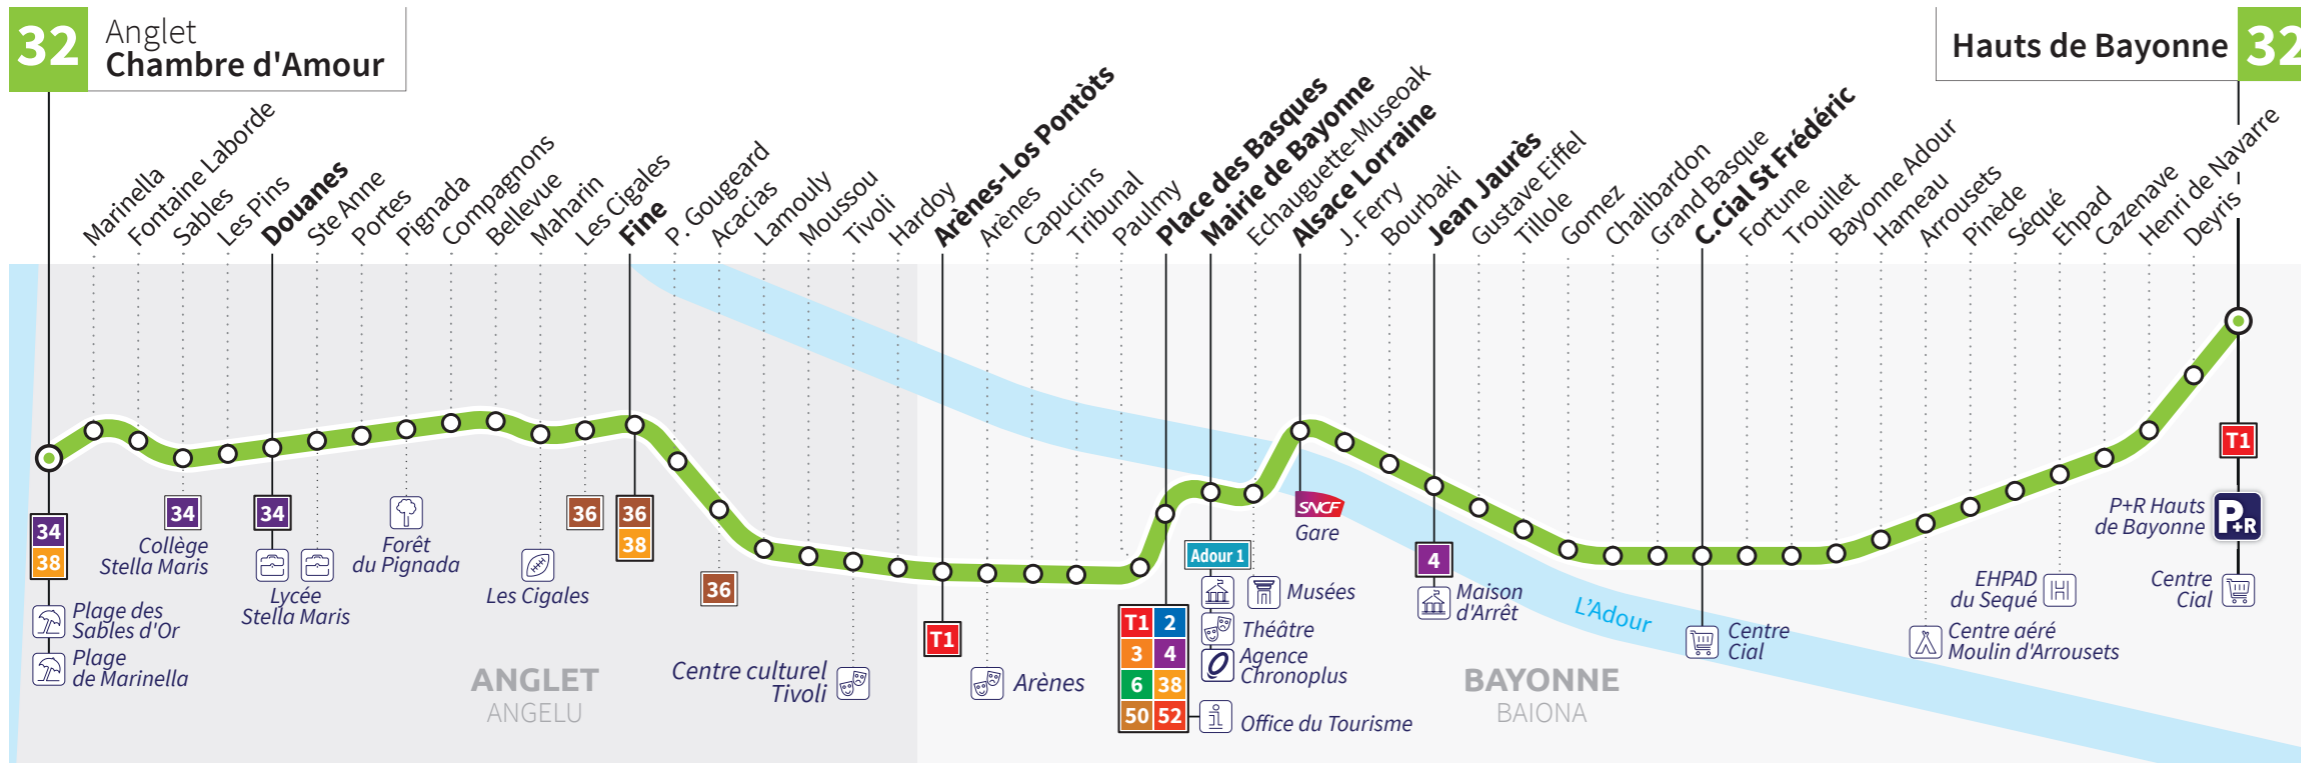 32
Anglet
Chambre d'Amour
Hauts de Bayonne
32
Marinella
Fontaine Laborde
Sables
Les Pins
Douanes
Ste Anne
Portes
Pignada
Compagnons
Bellevue
Maharin
Les Cigales
Fine
P. Gougeard
Acacias
Lamouly
Moussou
Tivoli
Hardoy
Arènes-Los Pontòts
Arènes
Capucins
Tribunal
Paulmy
Place des Basques
Mairie de Bayonne
Echauguette-Museoak
Alsace Lorraine
J. Ferry
Bourbaki
Jean Jaurès
Gustave Eiffel
Tillole
Gomez
Chalibardon
Grand Basque
C.Cial St Frédéric
Fortune
Trouillet
Bayonne Adour
Hameau
Arrousets
Pinède
Séqué
Ehpad
Cazenave
Henri de Navarre
Deyris
34
38
Plage des
Sables d'Or
Plage
de Marinella
34
Collège
Stella Maris
34
Lycée
Stella Maris
Forêt
du Pignada
Les Cigales
36
36
38
36
ANGLET
ANGELU
Centre culturel
Tivoli
T1
Arènes
T1 2
3 4
6 38
50 52
Adour 1
Musées
Théâtre
Agence
Chronoplus
Office du Tourisme
SNCF
Gare
4
Maison
d'Arrêt
L'Adour
BAYONNE
BAIONA
Centre
Cial
Centre aéré
Moulin d'Arrousets
EHPAD
du Sequé
T1
P+R Hauts
de Bayonne
P+R
Centre
Cial